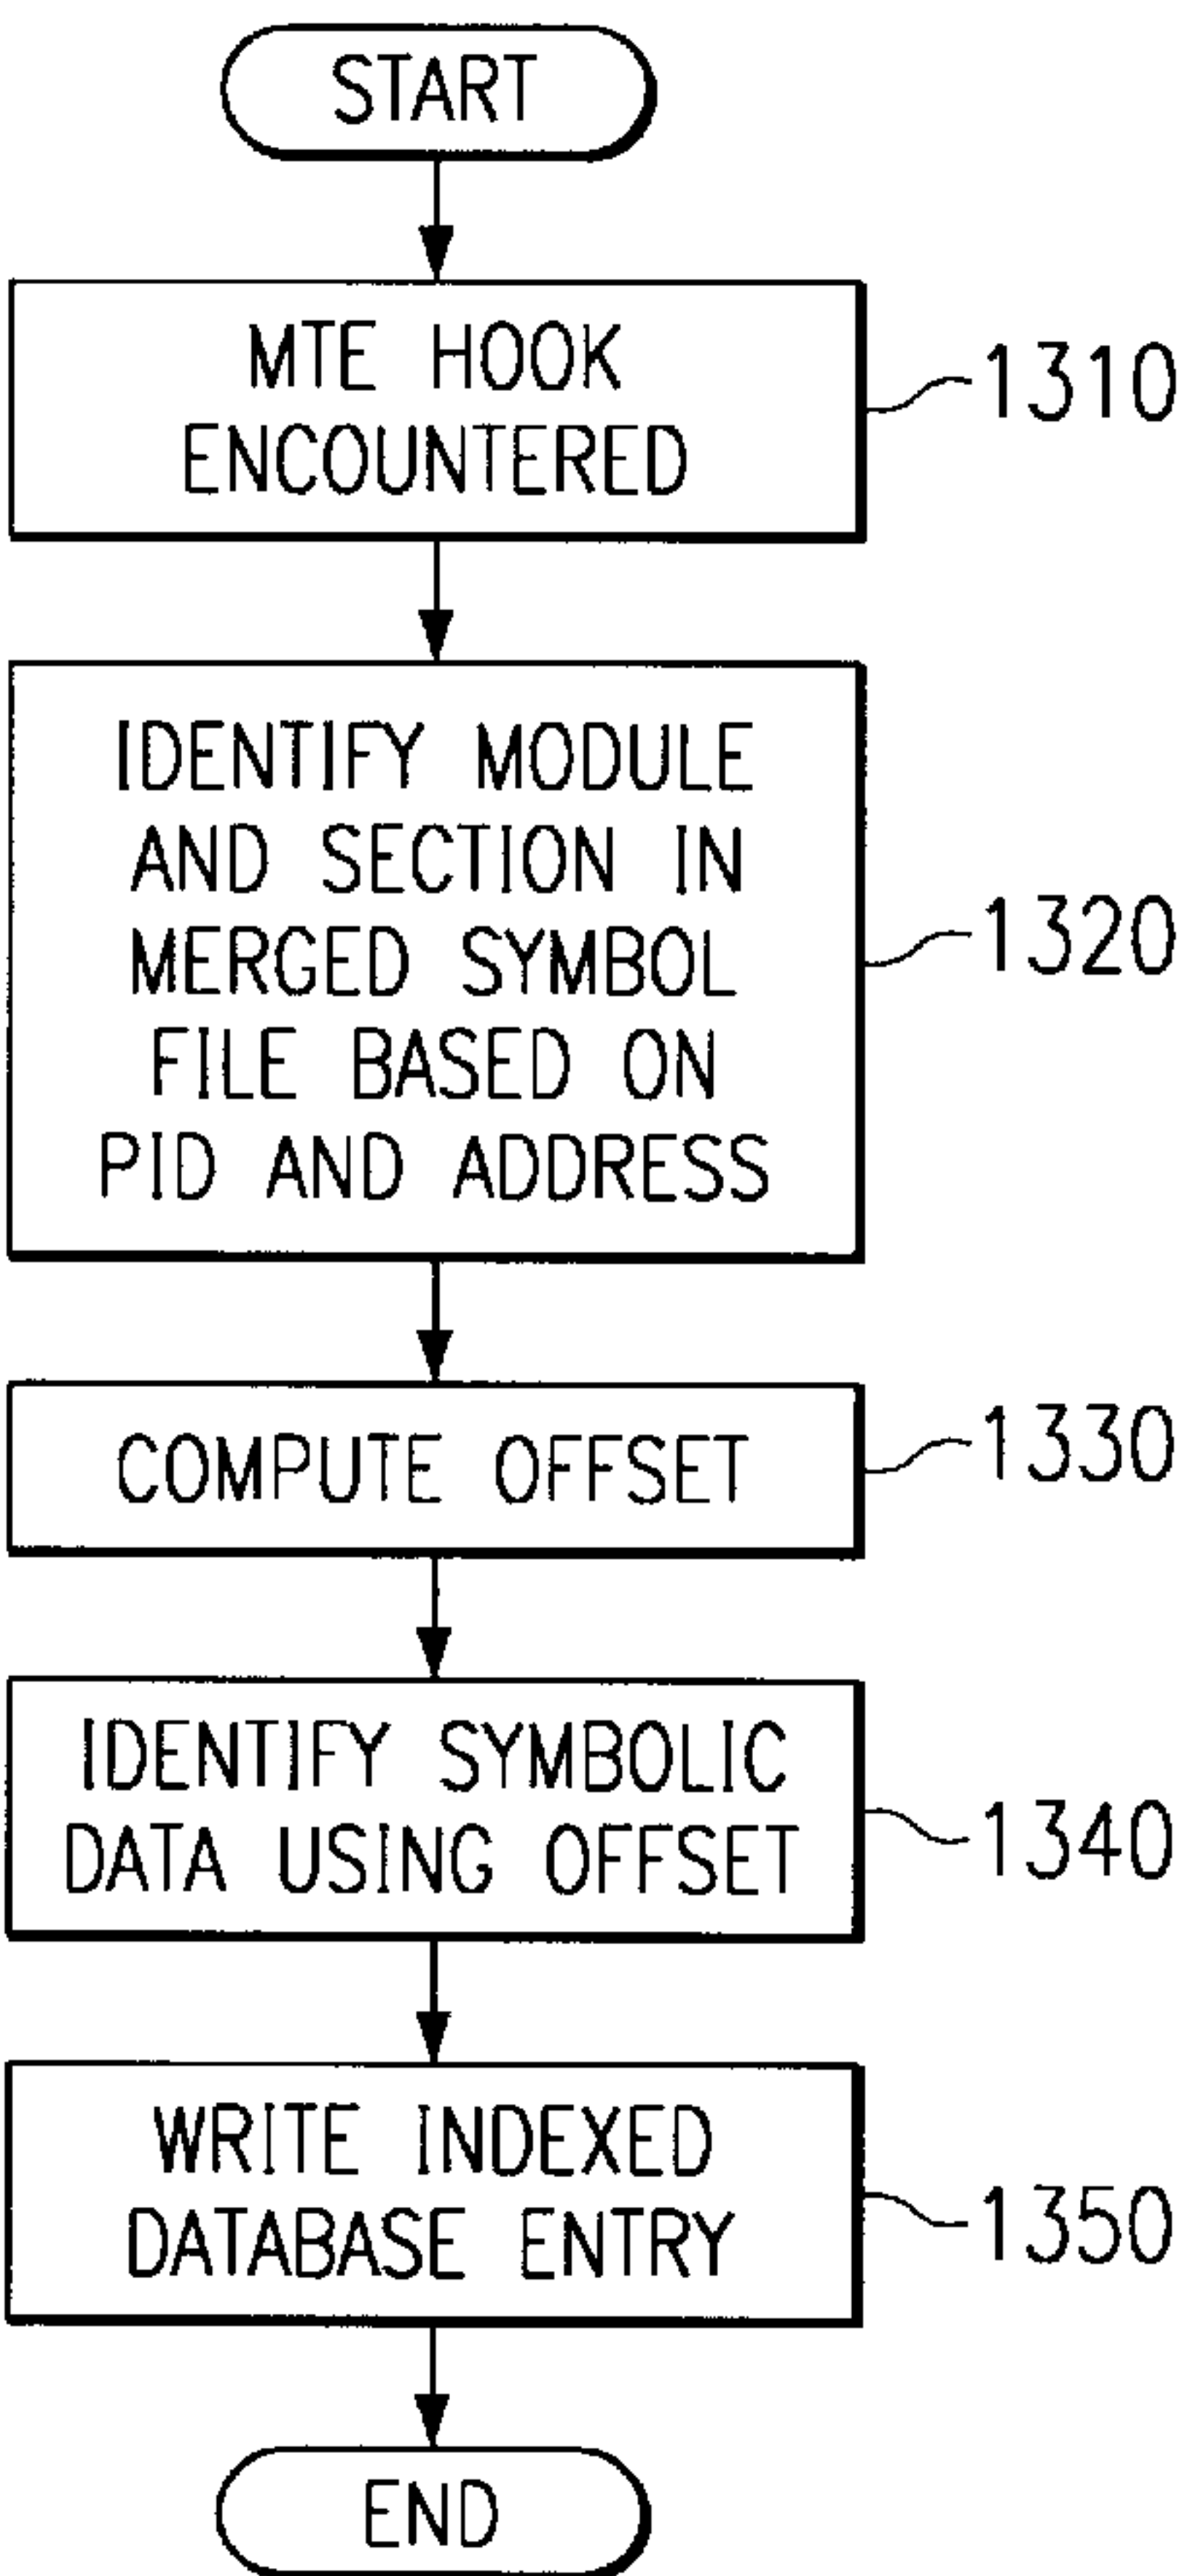 START
MTE HOOK
ENCOUNTERED
1310
IDENTIFY MODULE
AND SECTION IN
MERGED SYMBOL
FILE BASED ON
PID AND ADDRESS
1320
COMPUTE OFFSET
1330
IDENTIFY SYMBOLIC
DATA USING OFFSET
1340
WRITE INDEXED
DATABASE ENTRY
1350
END